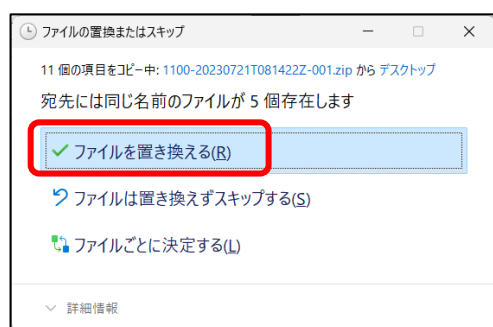 ファイルの置換またはスキップ
11 個の項目をコピー中: 1100-20230721T081422Z-001.zip から デスクトップ
宛先には同じ名前のファイルが 5 個存在します
ファイルを置き換える(R)
ファイルは置き換えずスキップする(S)
ファイルごとに決定する(L)
詳細情報